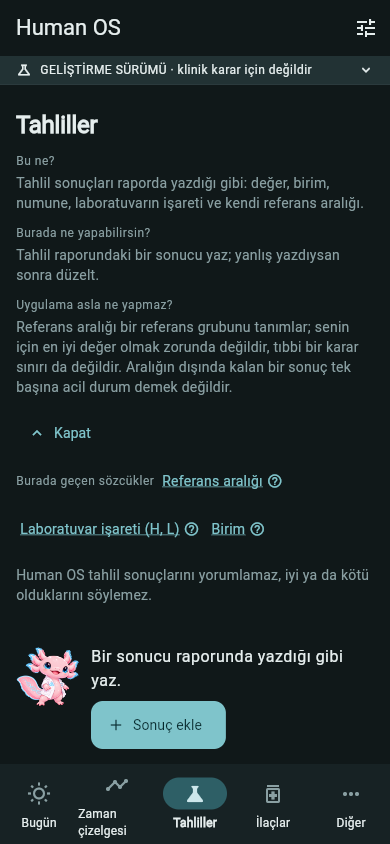 Human OS
GELİŞTİRME SÜRÜMÜ · klinik karar için değildir
Tahliller
Bu ne?
Tahlil sonuçları raporda yazdığı gibi: değer, birim,
numune, laboratuvarın işareti ve kendi referans aralığı.
Burada ne yapabilirsin?
Tahlil raporundaki bir sonucu yaz; yanlış yazdıysan
sonra düzelt.
Uygulama asla ne yapmaz?
Referans aralığı bir referans grubunu tanımlar; senin
için en iyi değer olmak zorunda değildir, tıbbi bir karar
sınırı da değildir. Aralığın dışında kalan bir sonuç tek
başına acil durum demek değildir.
Kapat
Burada geçen sözcükler Referans aralığı
Laboratuvar işareti (H, L) Birim
Human OS tahlil sonuçlarını yorumlamaz, iyi ya da kötü
olduklarını söylemez.
Bir sonucu raporunda yazdığı gibi
yaz.
+ Sonuç ekle
Bugün
Zaman
çizelgesi
Tahliller
İlaçlar
Diğer